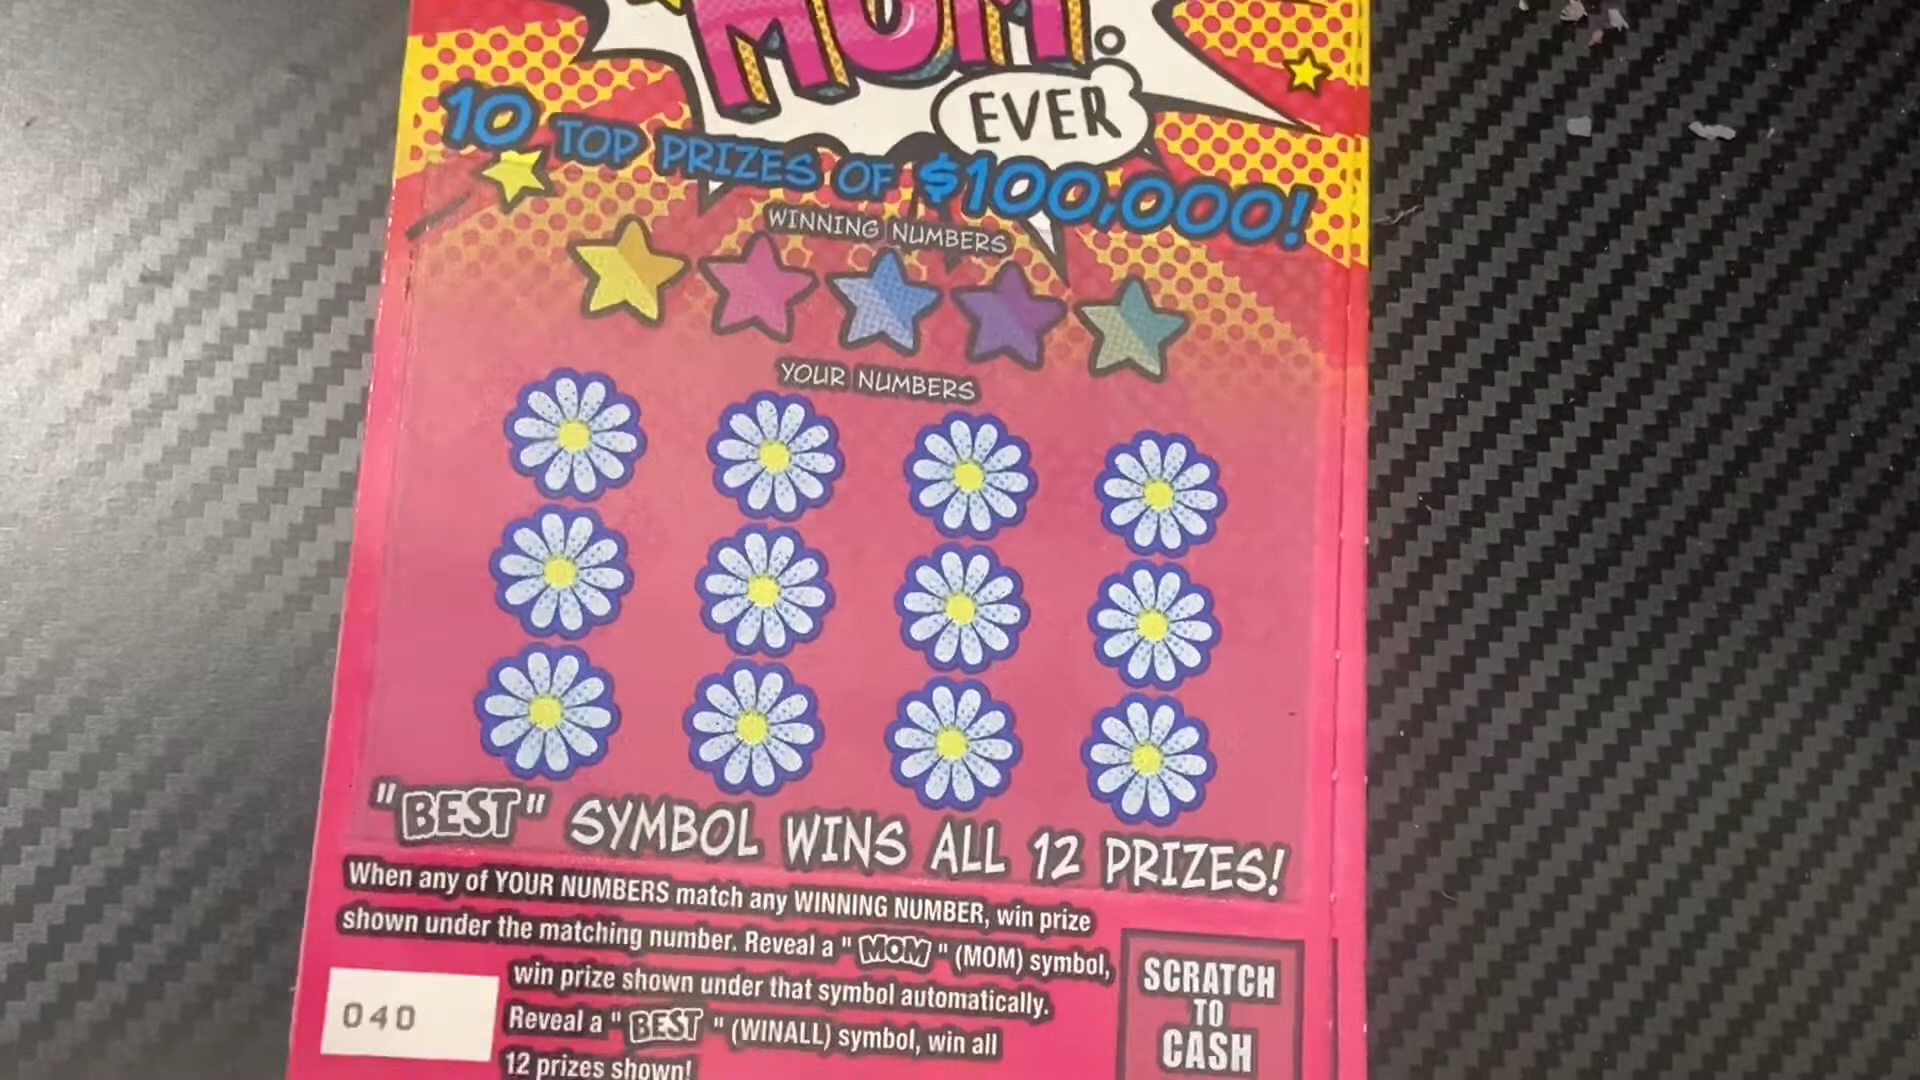 MOM
EVER
10 TOP PRIZES OF $100,000!
WINNING NUMBERS
YOUR NUMBERS
"BEST" SYMBOL WINS ALL 12 PRIZES!
When any of YOUR NUMBERS match any WINNING NUMBER, win prize
shown under the matching number. Reveal a "MOM" (MOM) symbol,
win prize shown under that symbol automatically.
Reveal a "BEST" (WINALL) symbol, win all
12 prizes shown!
040
SCRATCH
TO
CASH